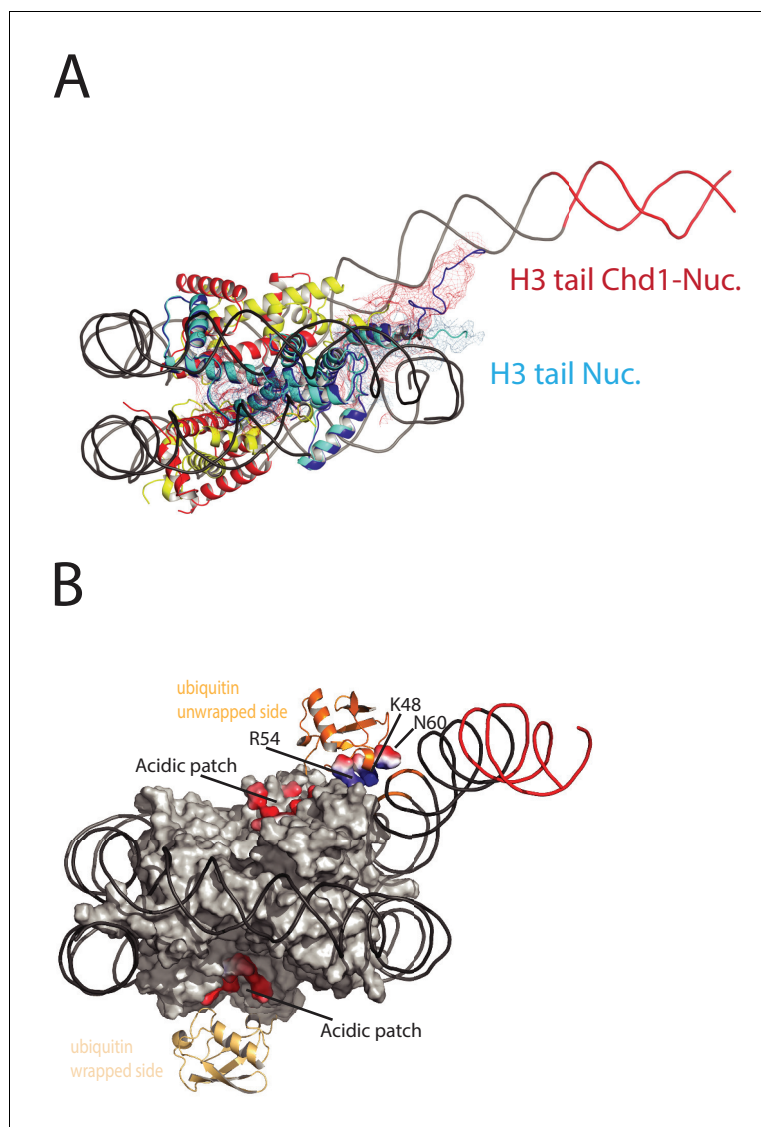 A
H3 tail Chd1-Nuc.
H3 tail Nuc.
B
ubiquitin
unwrapped side
K48
N60
R54
Acidic patch
Acidic patch
ubiquitin
wrapped side